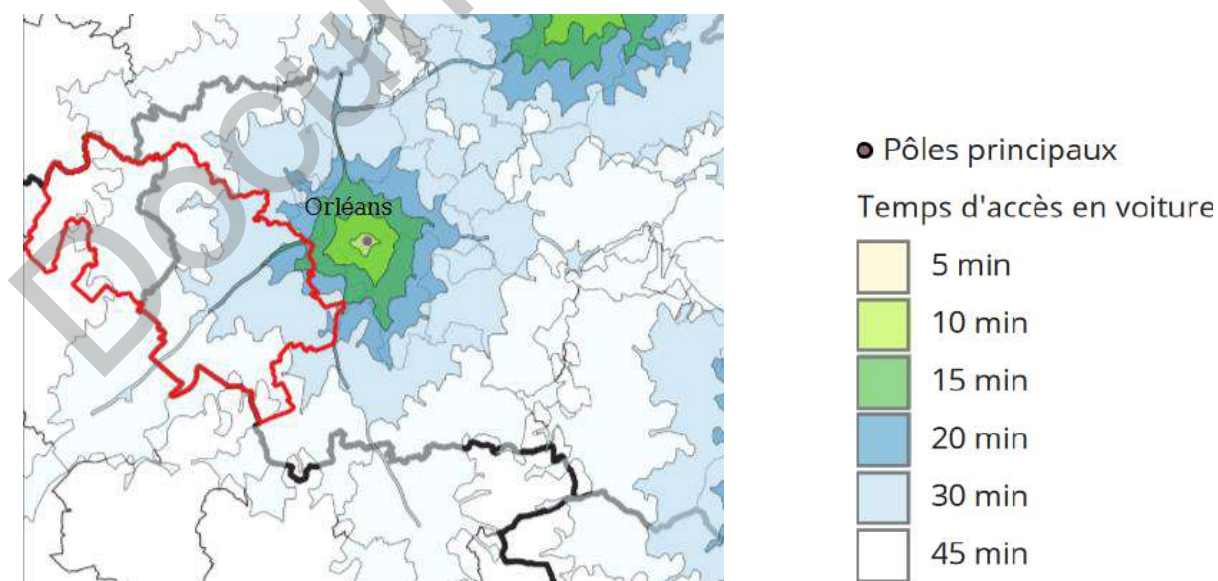 Docum
Orléans
Pôles principaux
Temps d'accès en voiture
5 min
10 min
15 min
20 min
30 min
45 min